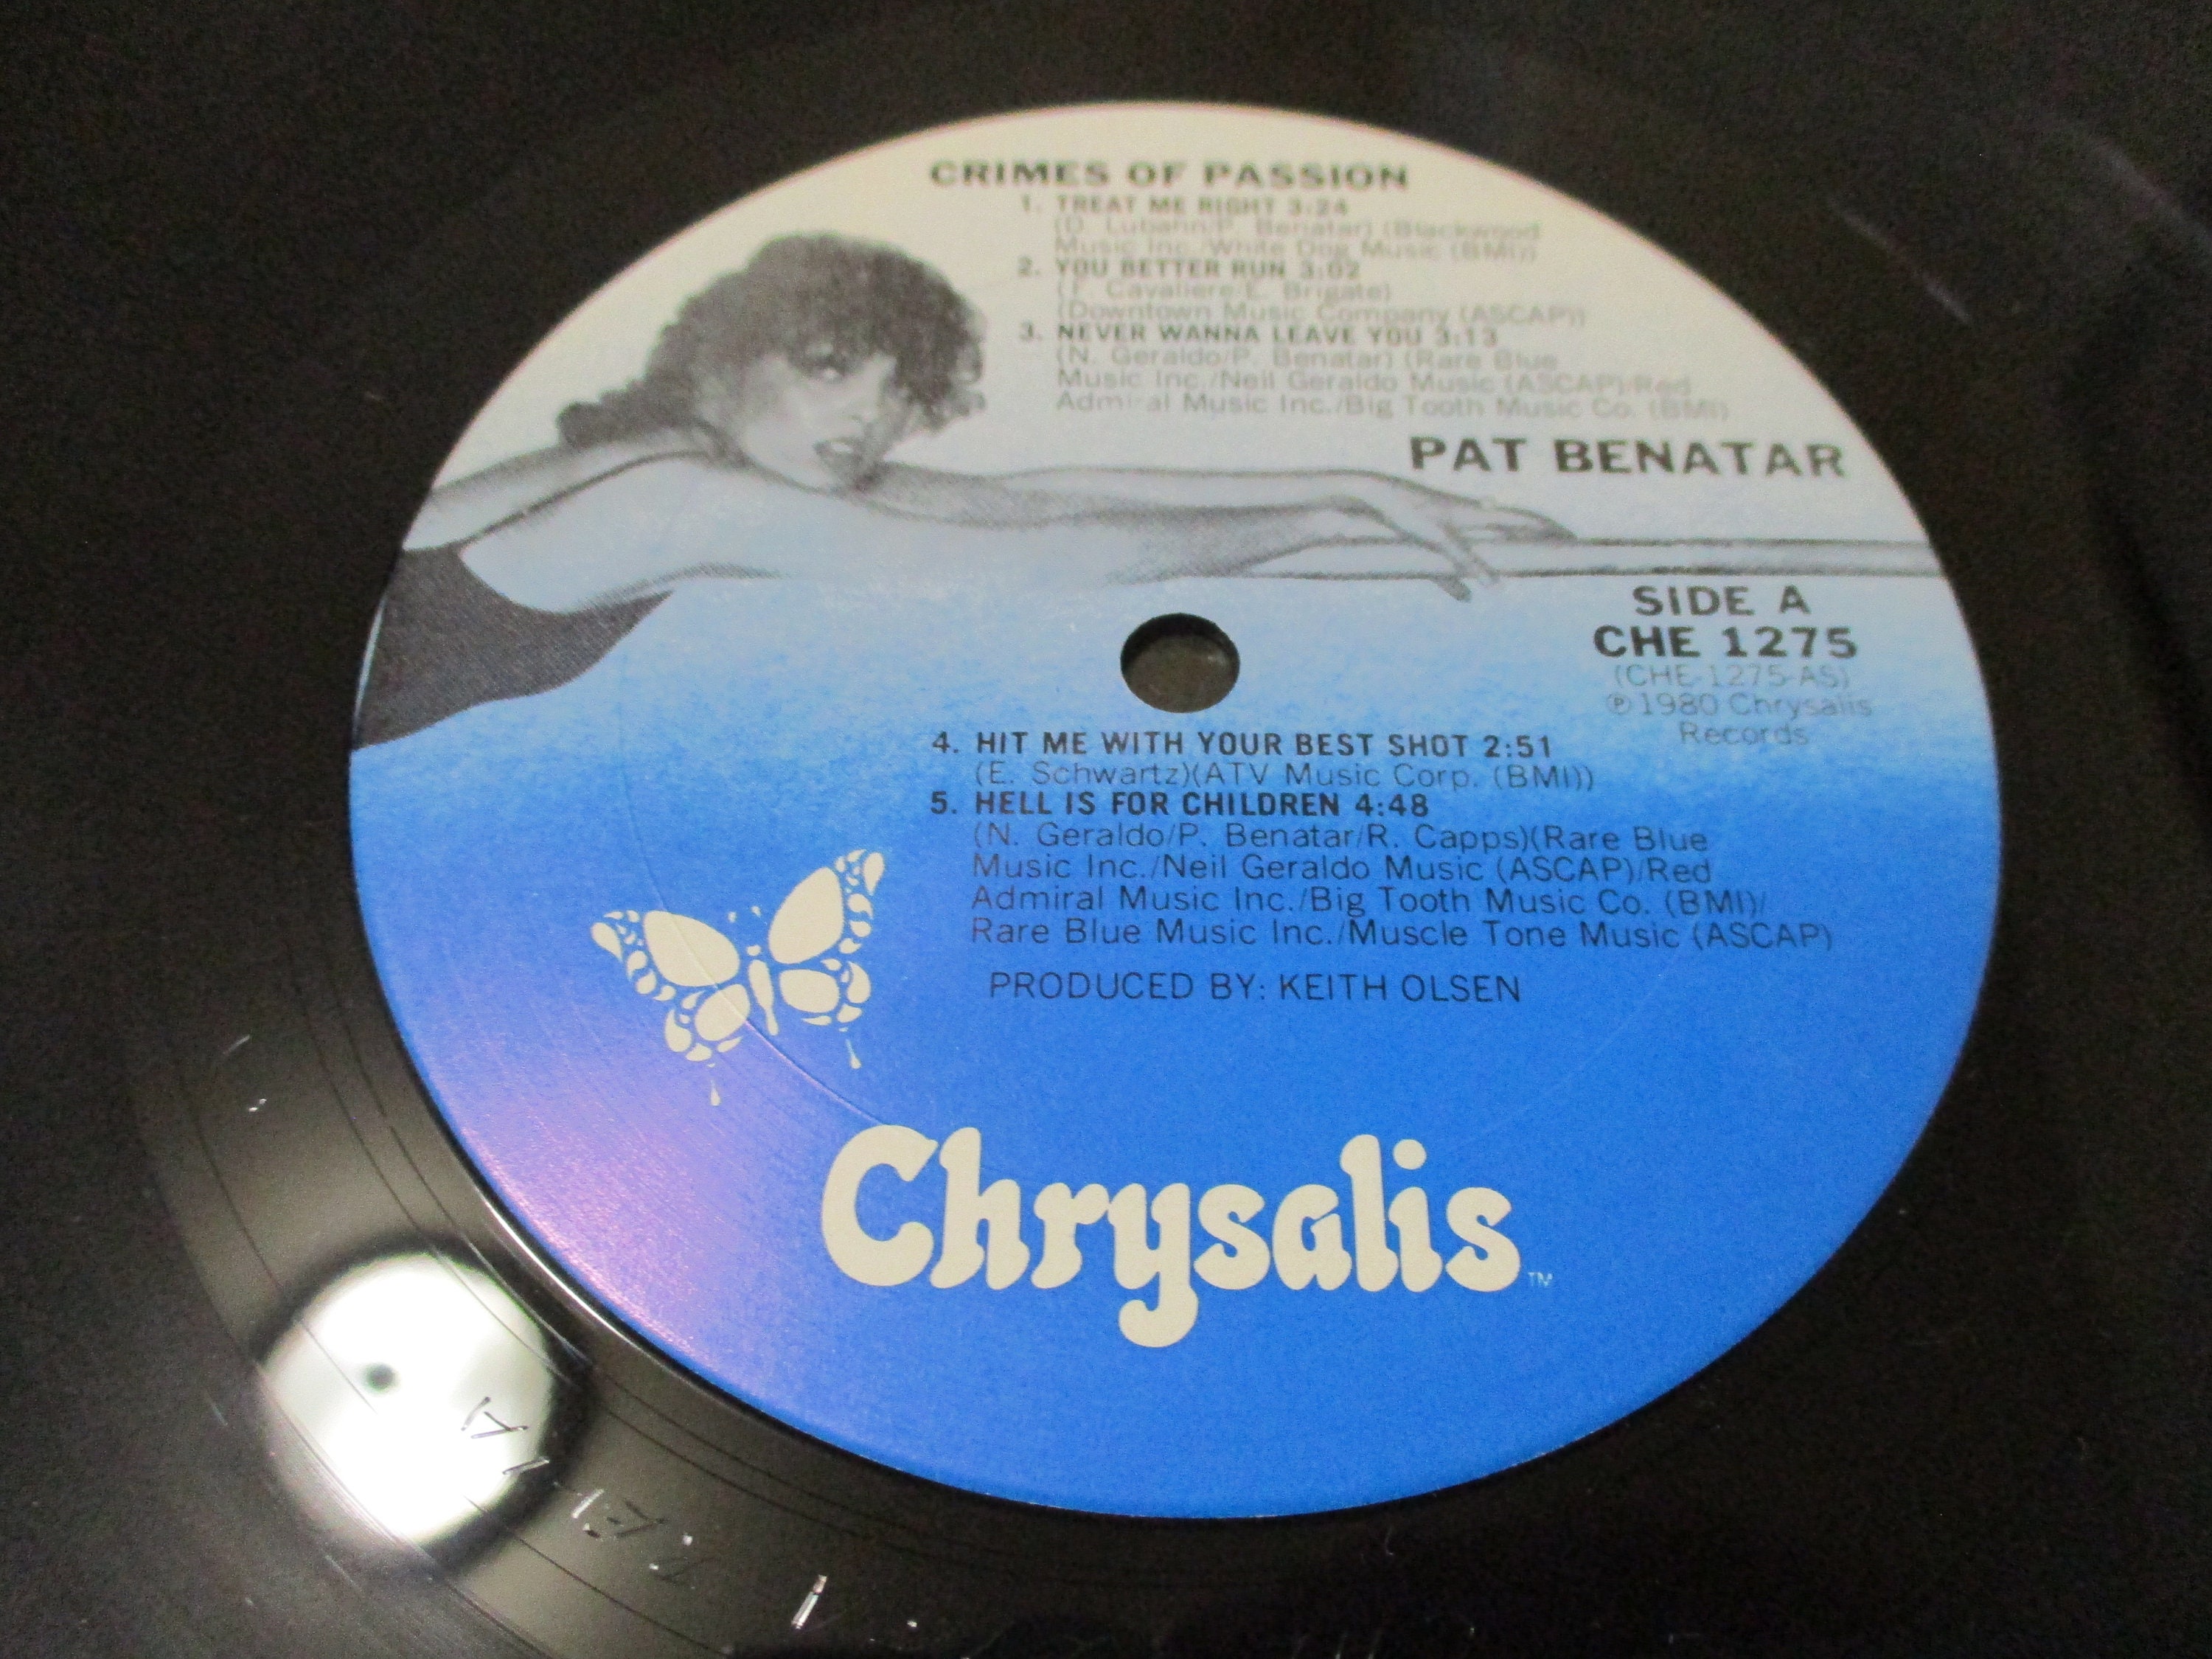 CRIMES OF PASSION
1. TREAT ME RIGHT 3:24
(D. Lubahn/P. Benatar) (Blackwood
Music Inc./White Dog Music (BMI))
2. YOU BETTER RUN 3:02
(F. Cavaliere/E. Brigate)
(Downtown Music Company (ASCAP))
3. NEVER WANNA LEAVE YOU 3:13
(N. Geraldo/P. Benatar) (Rare Blue
Music Inc./Neil Geraldo Music (ASCAP)/Red
Admiral Music Inc./Big Tooth Music Co. (BMI)
PAT BENATAR
SIDE A
CHE 1275
(CHE-1275-AS)
℗1980 Chrysalis
Records
4. HIT ME WITH YOUR BEST SHOT 2:51
(E. Schwartz)(ATV Music Corp. (BMI))
5. HELL IS FOR CHILDREN 4:48
(N. Geraldo/P. Benatar/R. Capps)(Rare Blue
Music Inc./Neil Geraldo Music (ASCAP)/Red
Admiral Music Inc./Big Tooth Music Co. (BMI)/
Rare Blue Music Inc./Muscle Tone Music (ASCAP)
PRODUCED BY: KEITH OLSEN
Chrysalis TM